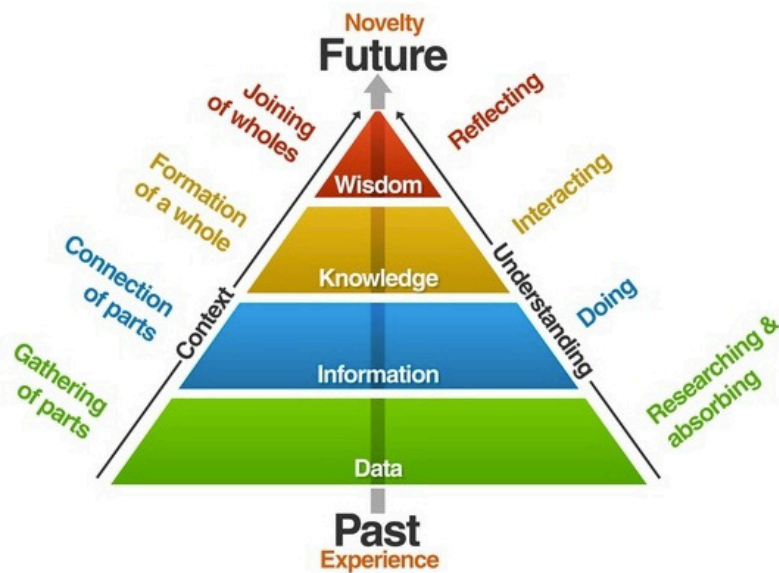 Novelty
Future
Joining
of wholes
Reflecting
Wisdom
Formation
of a whole
Interacting
Knowledge
Connection
of parts
Context
Understanding
Doing
Information
Gathering
of parts
Researching &
absorbing
Data
Past
Experience